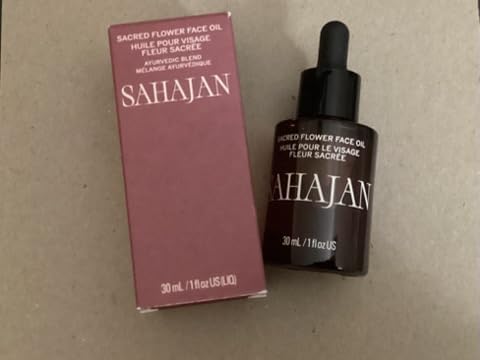 SACRED FLOWER FACE OIL
HUILE POUR VISAGE
FLEUR SACRÉE
AYURVEDIC BLEND
MÉLANGE AYURVÉDIQUE
SAHAJAN
30 mL / 1 fl oz US (LIQ)
SACRED FLOWER FACE OIL
HUILE POUR LE VISAGE
FLEUR SACRÉE
SAHAJAN
30 mL / 1 fl oz US